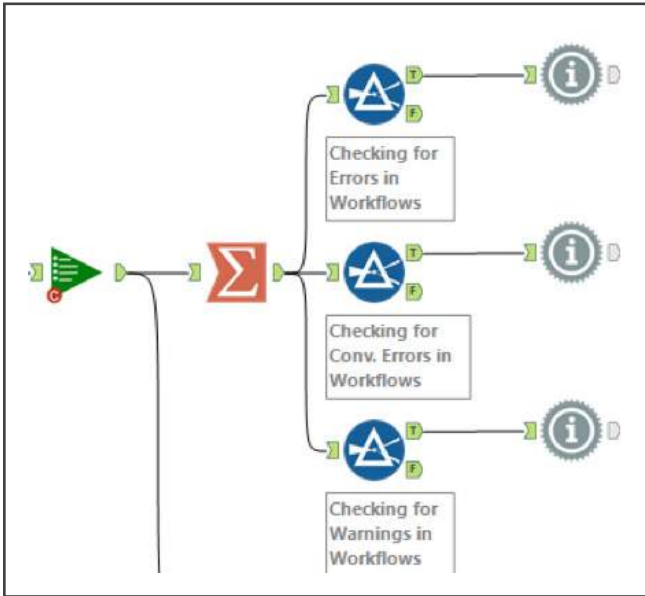 T
F
Checking for
Errors in
Workflows
C
Σ
T
F
Checking for
Conv. Errors in
Workflows
T
F
Checking for
Warnings in
Workflows